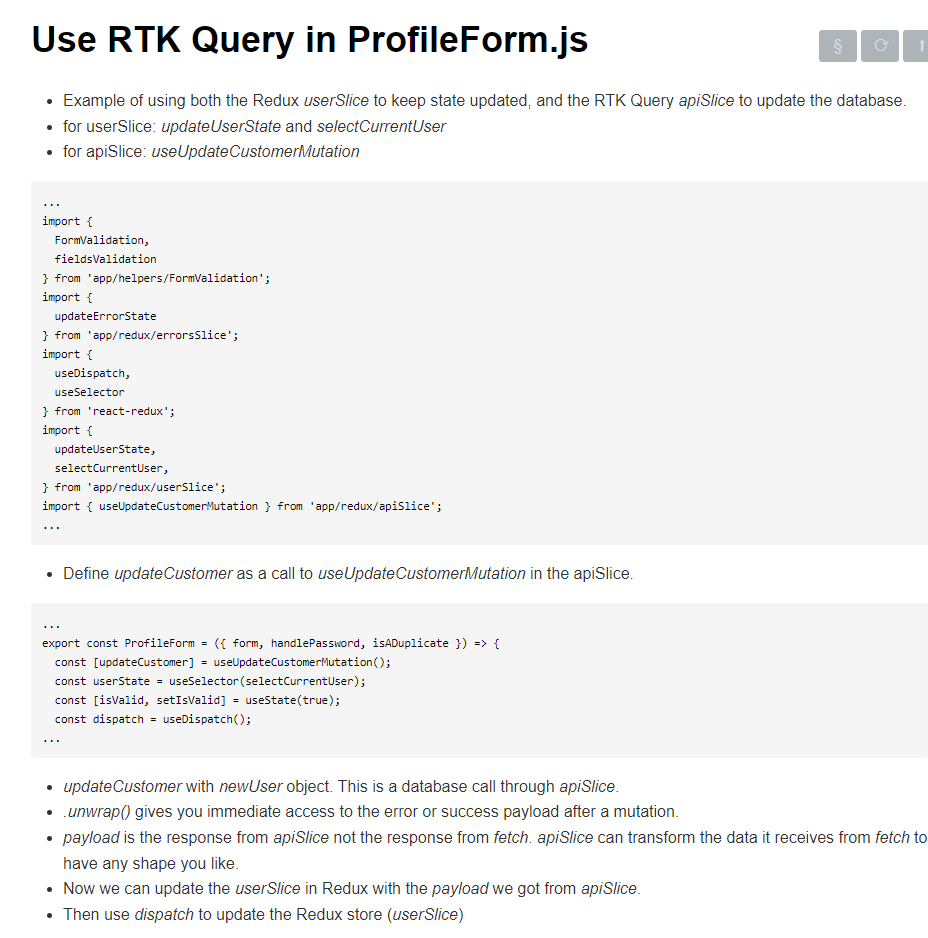 Use RTK Query in ProfileForm.js
§ ⟳ ⬆
• Example of using both the Redux userSlice to keep state updated, and the RTK Query apiSlice to update the database.
• for userSlice: updateUserState and selectCurrentUser
• for apiSlice: useUpdateCustomerMutation
...
import {
  FormValidation,
  fieldsValidation
} from 'app/helpers/FormValidation';
import {
  updateErrorState
} from 'app/redux/errorsSlice';
import {
  useDispatch,
  useSelector
} from 'react-redux';
import {
  updateUserState,
  selectCurrentUser,
} from 'app/redux/userSlice';
import { useUpdateCustomerMutation } from 'app/redux/apiSlice';
...
• Define updateCustomer as a call to useUpdateCustomerMutation in the apiSlice.
...
export const ProfileForm = ({ form, handlePassword, isADuplicate }) => {
  const [updateCustomer] = useUpdateCustomerMutation();
  const userState = useSelector(selectCurrentUser);
  const [isValid, setIsValid] = useState(true);
  const dispatch = useDispatch();
...
• updateCustomer with newUser object. This is a database call through apiSlice.
• .unwrap() gives you immediate access to the error or success payload after a mutation.
• payload is the response from apiSlice not the response from fetch. apiSlice can transform the data it receives from fetch to
have any shape you like.
• Now we can update the userSlice in Redux with the payload we got from apiSlice.
• Then use dispatch to update the Redux store (userSlice)